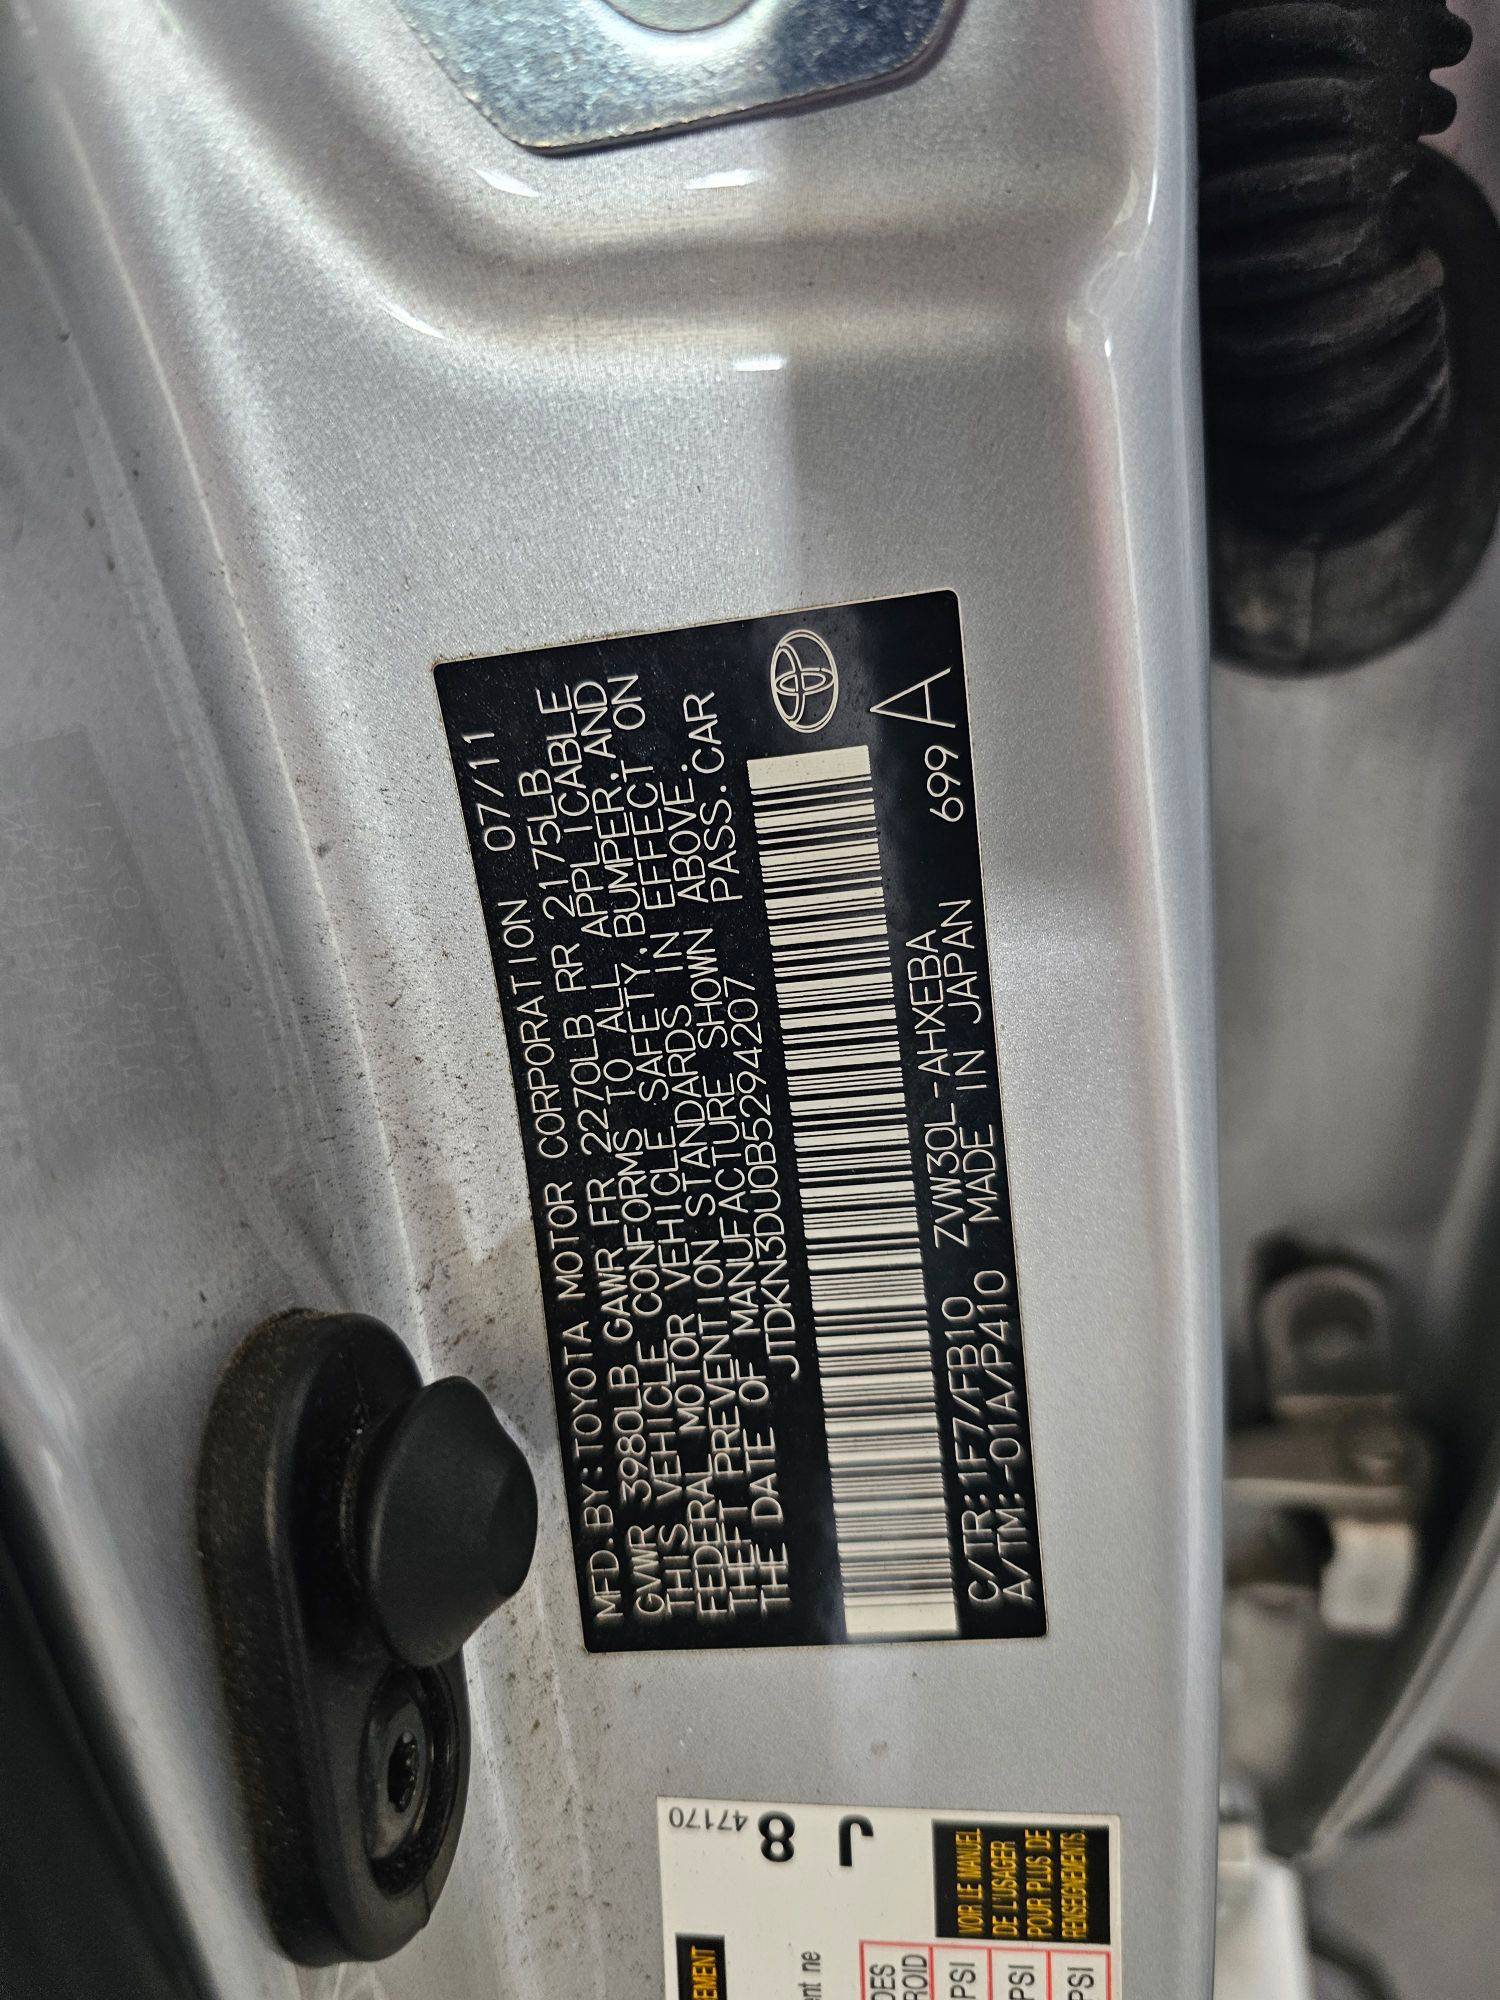 MFD.BY:TOYOTA MOTOR CORPORATION 07/11
GVWR 3980LB GAWR FR 2270LB RR 2175LB
THIS VEHICLE CONFORMS TO ALL APPLICABLE
FEDERAL MOTOR VEHICLE SAFETY,BUMPER,AND
THEFT PREVENTION STANDARDS IN EFFECT ON
THE DATE OF MANUFACTURE SHOWN ABOVE.
JTDKN3DU0B5294207 PASS.CAR
C/TR:1F7/FB10 ZVW30L-AHXEBA 699 A
A/TM:-01A/P410 MADE IN JAPAN
47170
8
J
VOIR LE MANUEL
DE L'USAGER
POUR PLUS DE
RENSEIGNEMENTS.
PSI
PSI
PSI